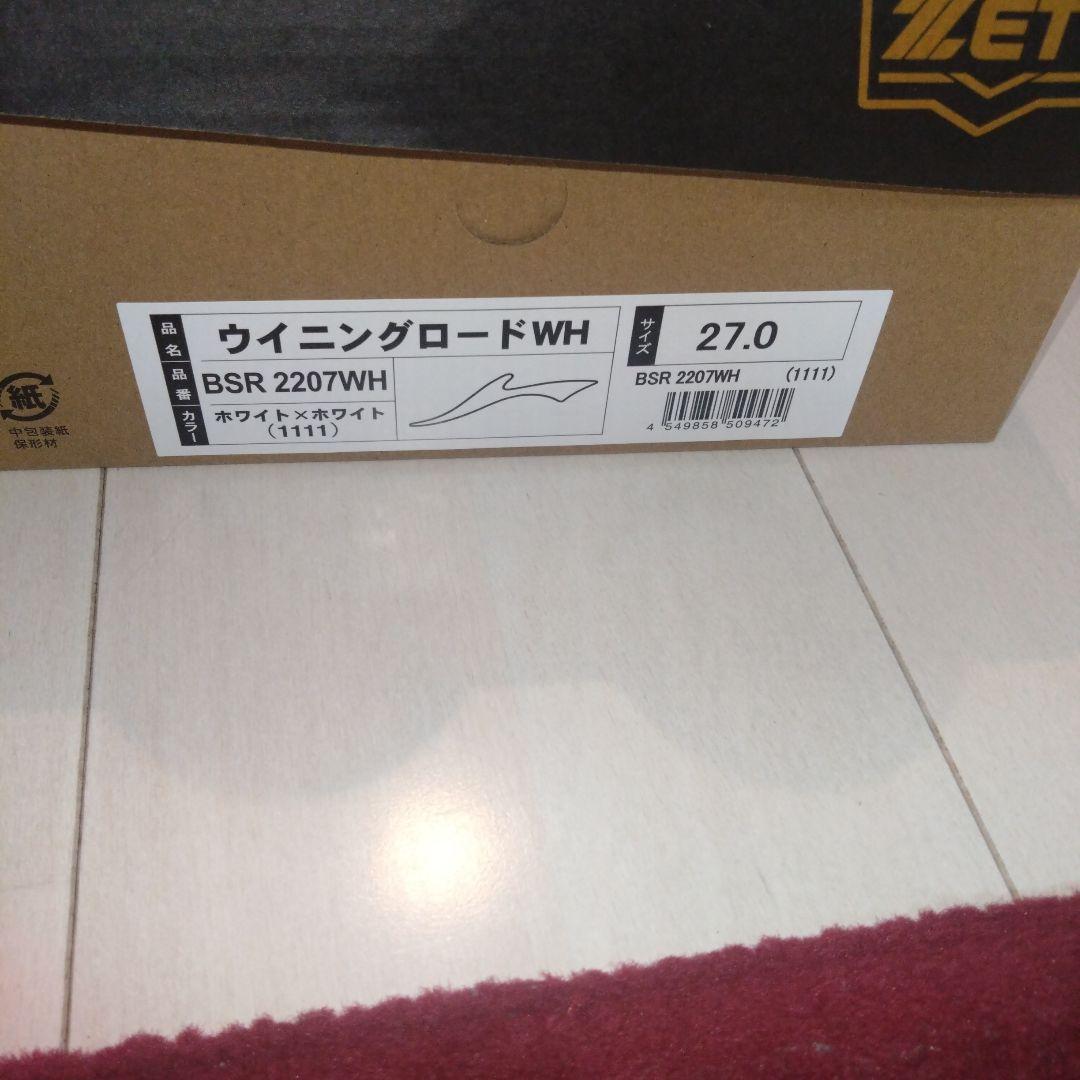 ZET
品名 ウイニングロードWH
品番 BSR 2207WH
カラー ホワイト×ホワイト
(1111)
サイズ 27.0
BSR 2207WH (1111)
4 549858 509472
紙
中包装紙
保形材